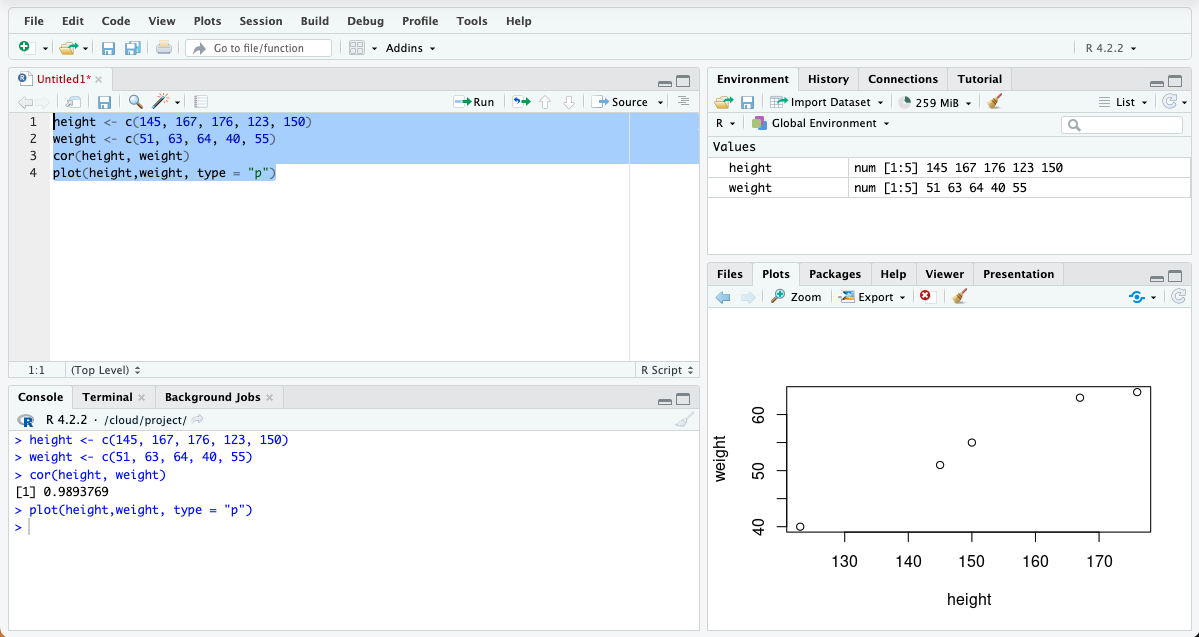 File Edit Code View Plots Session Build Debug Profile Tools Help
Go to file/function Addins R 4.2.2
Untitled1*
Run Source
1 height <- c(145, 167, 176, 123, 150)
2 weight <- c(51, 63, 64, 40, 55)
3 cor(height, weight)
4 plot(height,weight, type = "p")
1:1 (Top Level) R Script
Console Terminal Background Jobs
R 4.2.2 · /cloud/project/
> height <- c(145, 167, 176, 123, 150)
> weight <- c(51, 63, 64, 40, 55)
> cor(height, weight)
[1] 0.9893769
> plot(height,weight, type = "p")
>
Environment History Connections Tutorial
Import Dataset 259 MiB List
R Global Environment
Values
height num [1:5] 145 167 176 123 150
weight num [1:5] 51 63 64 40 55
Files Plots Packages Help Viewer Presentation
Zoom Export
weight
60
50
40
130 140 150 160 170
height